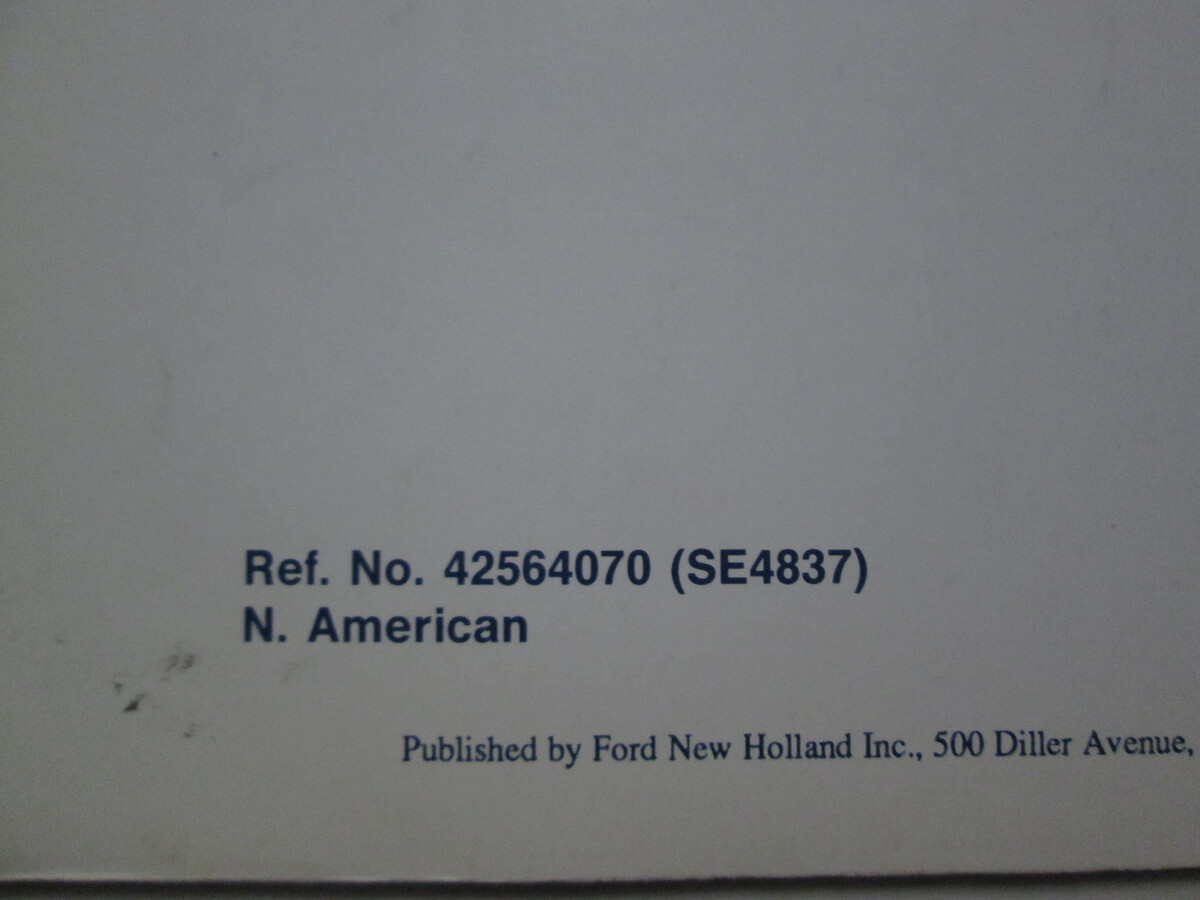 Ref. No. 42564070 (SE4837)
N. American
Published by Ford New Holland Inc., 500 Diller Avenue,